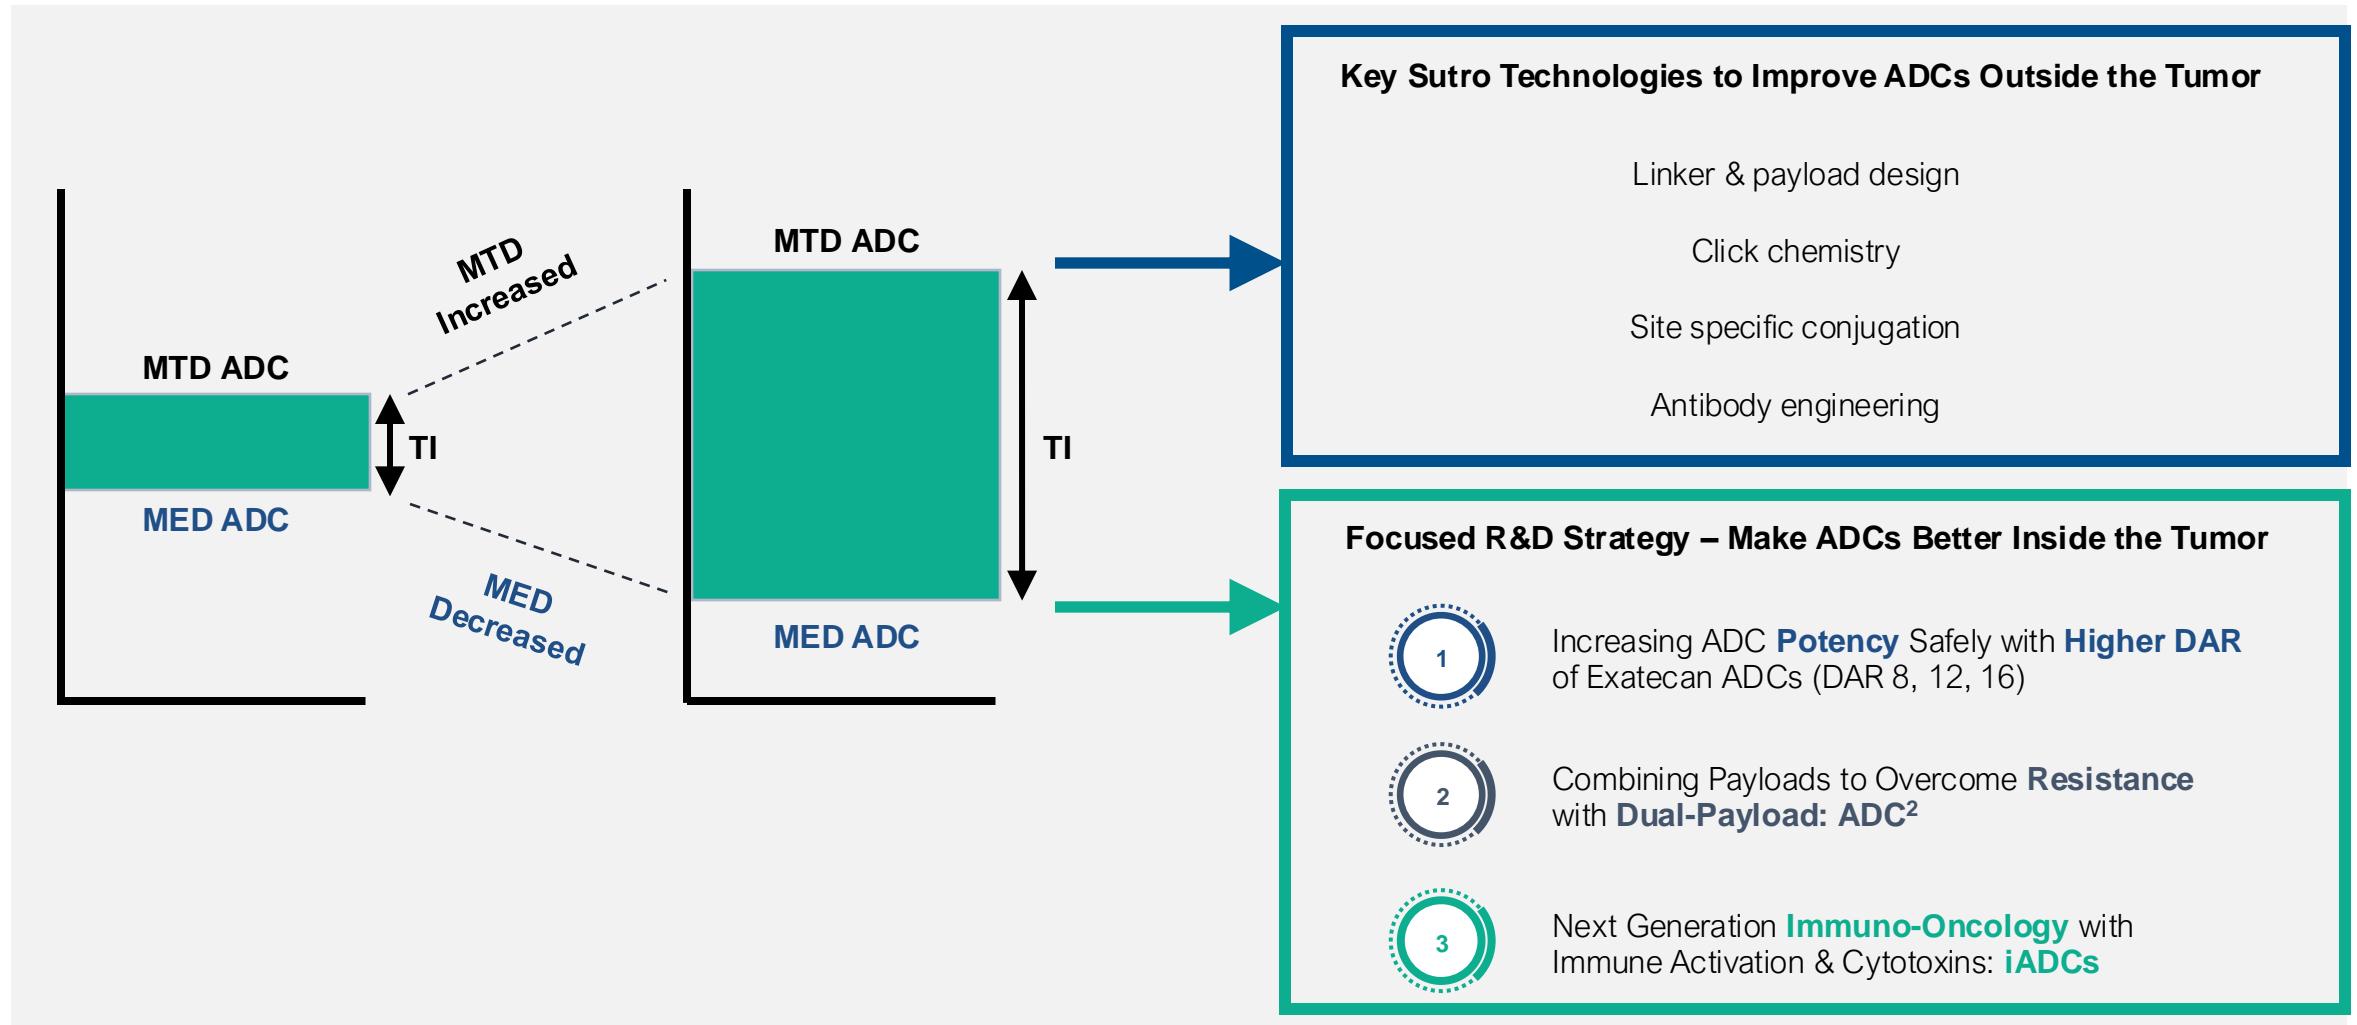 MTD ADC
TI
MED ADC
MTD
Increased
MED
Decreased
MTD ADC
TI
MED ADC
Key Sutro Technologies to Improve ADCs Outside the Tumor
Linker & payload design
Click chemistry
Site specific conjugation
Antibody engineering
Focused R&D Strategy – Make ADCs Better Inside the Tumor
1
Increasing ADC Potency Safely with Higher DAR
of Exatecan ADCs (DAR 8, 12, 16)
2
Combining Payloads to Overcome Resistance
with Dual-Payload: ADC²
3
Next Generation Immuno-Oncology with
Immune Activation & Cytotoxins: iADCs